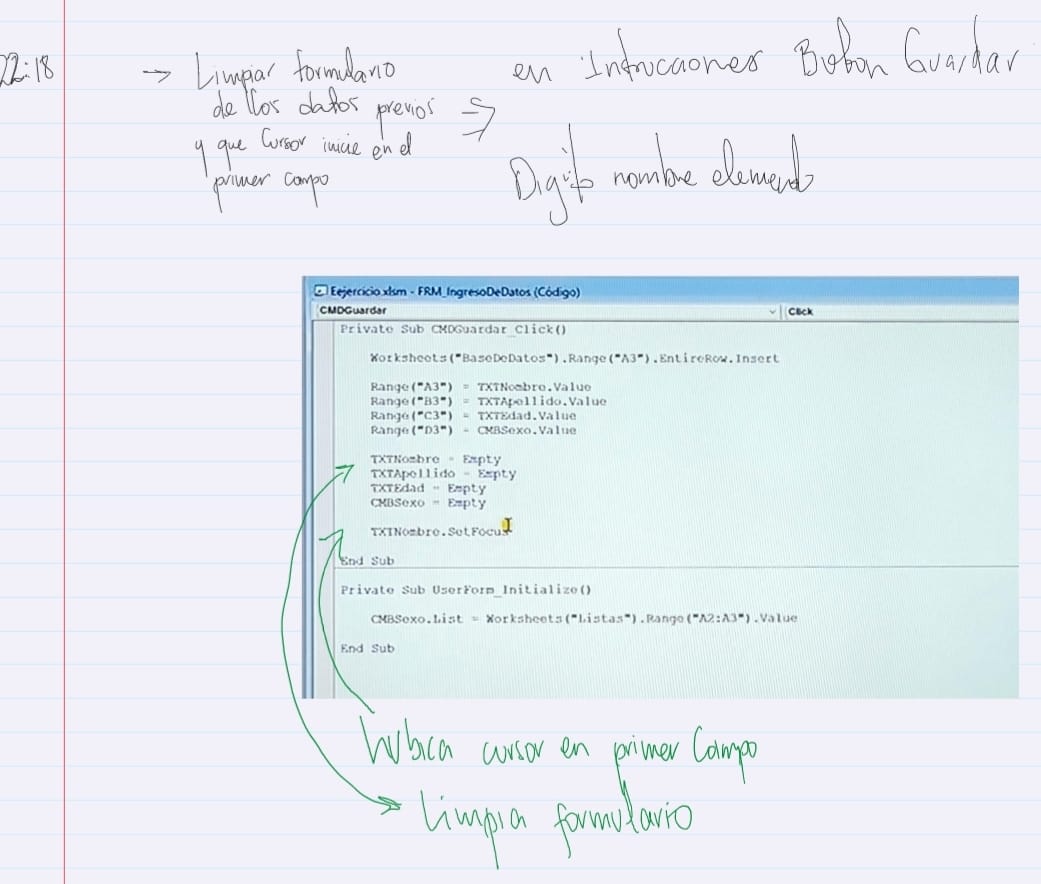 22:18
→ Limpiar formulario
de llos datos previos ⇒
y que Cursor inicie en el
primer campo
en Intrucciones Boton Guardar
Digito nombre elemento
Eejercicio.xlsm - FRM_IngresoDeDatos (Código)
CMDGuardar Click
Private Sub CMDGuardar_Click()
Worksheets("BaseDeDatos").Range("A3").EntireRow.Insert
Range("A3") = TXTNombre.Value
Range("B3") = TXTApellido.Value
Range("C3") = TXTEdad.Value
Range("D3") = CMBSexo.Value
TXTNombre = Empty
TXTApellido = Empty
TXTEdad = Empty
CMBSexo = Empty
TXTNombre.SetFocus
End Sub
Private Sub UserForm_Initialize()
CMBSexo.List = Worksheets("Listas").Range("A2:A3").Value
End Sub
hubica cursor en primer Campo
Limpia formulario